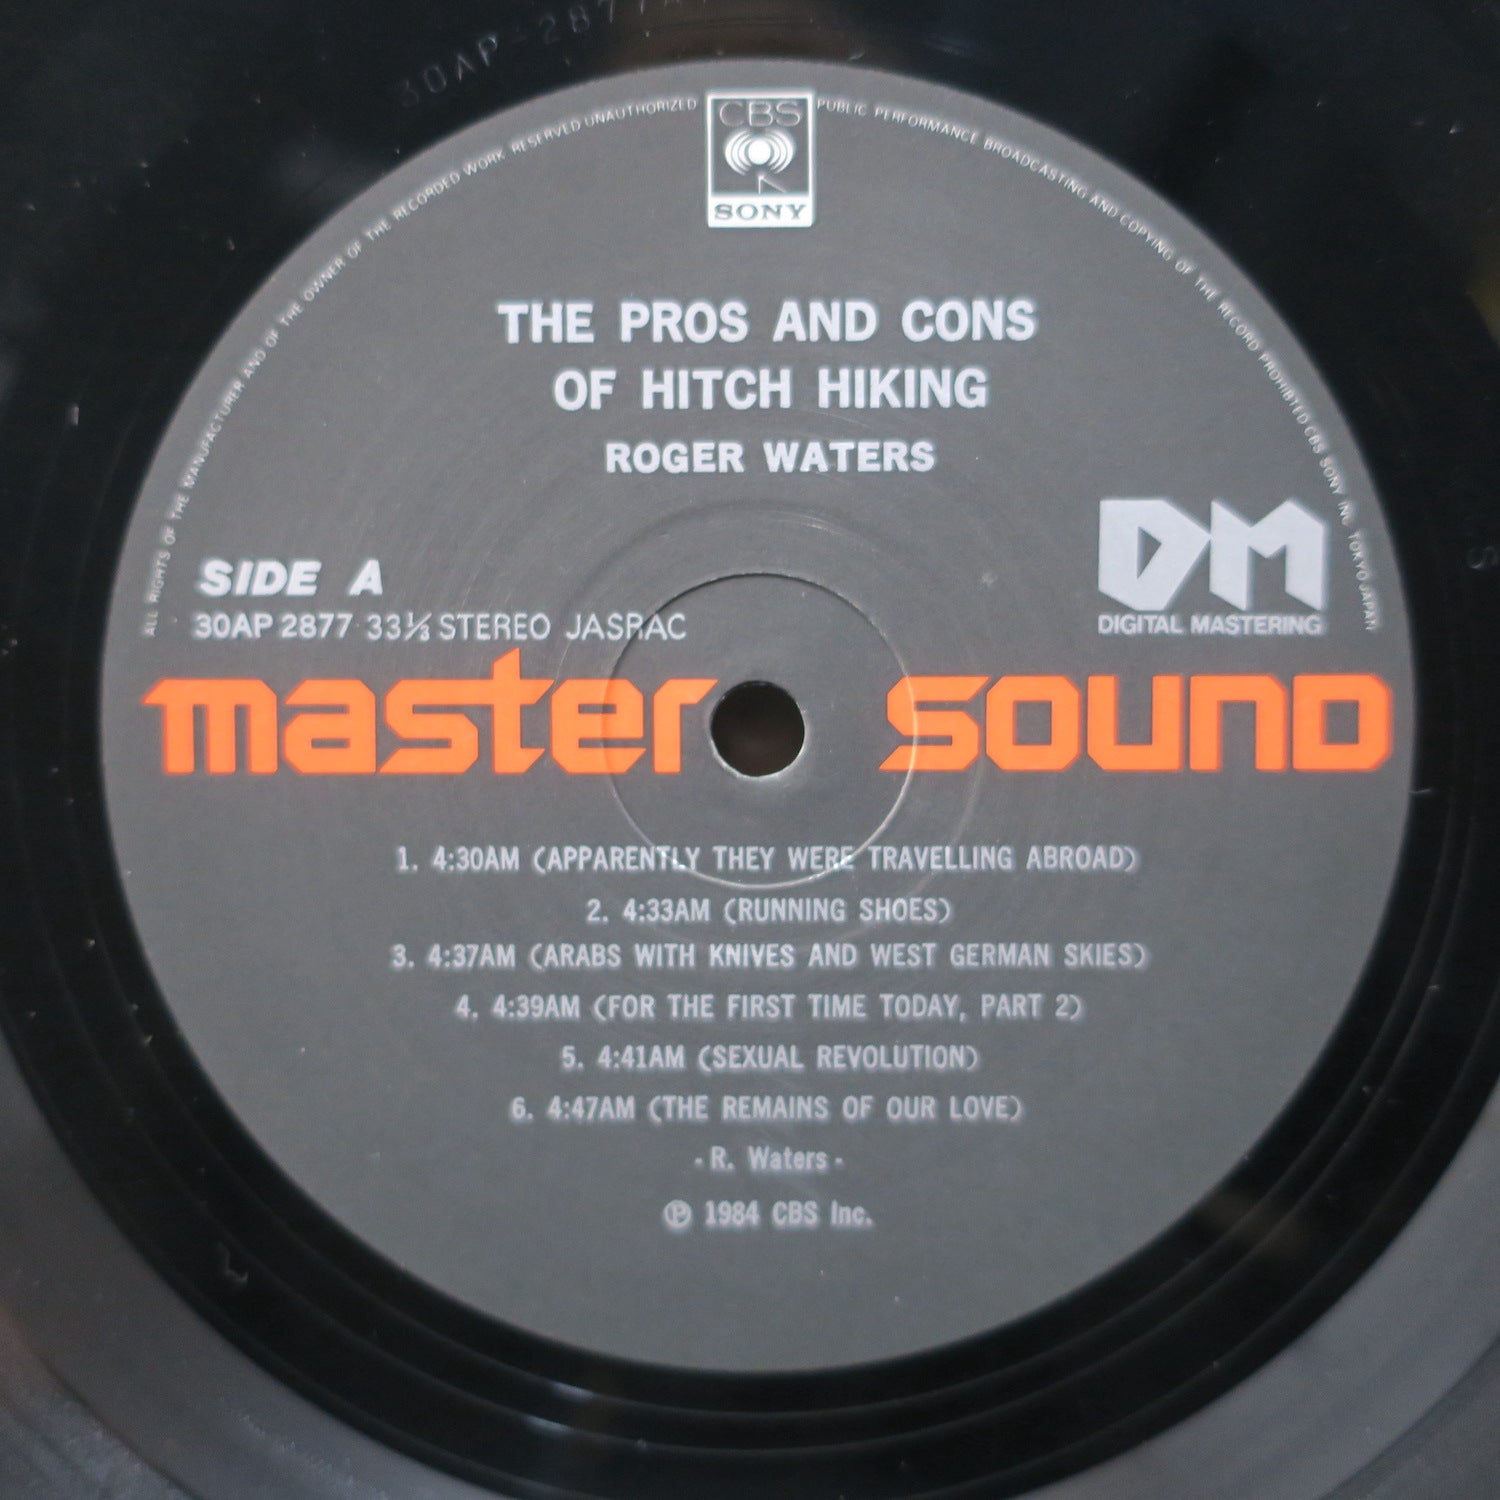 30AP-2877A
ALL RIGHTS OF THE MANUFACTURER AND OF THE OWNER OF THE RECORDED WORK RESERVED UNAUTHORIZED PUBLIC PERFORMANCE BROADCASTING AND COPYING OF THE RECORD PROHIBITED CBS SONY INC. TOKYO JAPAN
CBS
SONY
THE PROS AND CONS
OF HITCH HIKING
ROGER WATERS
DM
DIGITAL MASTERING
SIDE A
30AP 2877 33⅓ STEREO JASRAC
master sound
1. 4:30AM (APPARENTLY THEY WERE TRAVELLING ABROAD)
2. 4:33AM (RUNNING SHOES)
3. 4:37AM (ARABS WITH KNIVES AND WEST GERMAN SKIES)
4. 4:39AM (FOR THE FIRST TIME TODAY, PART 2)
5. 4:41AM (SEXUAL REVOLUTION)
6. 4:47AM (THE REMAINS OF OUR LOVE)
- R. Waters -
℗ 1984 CBS Inc.